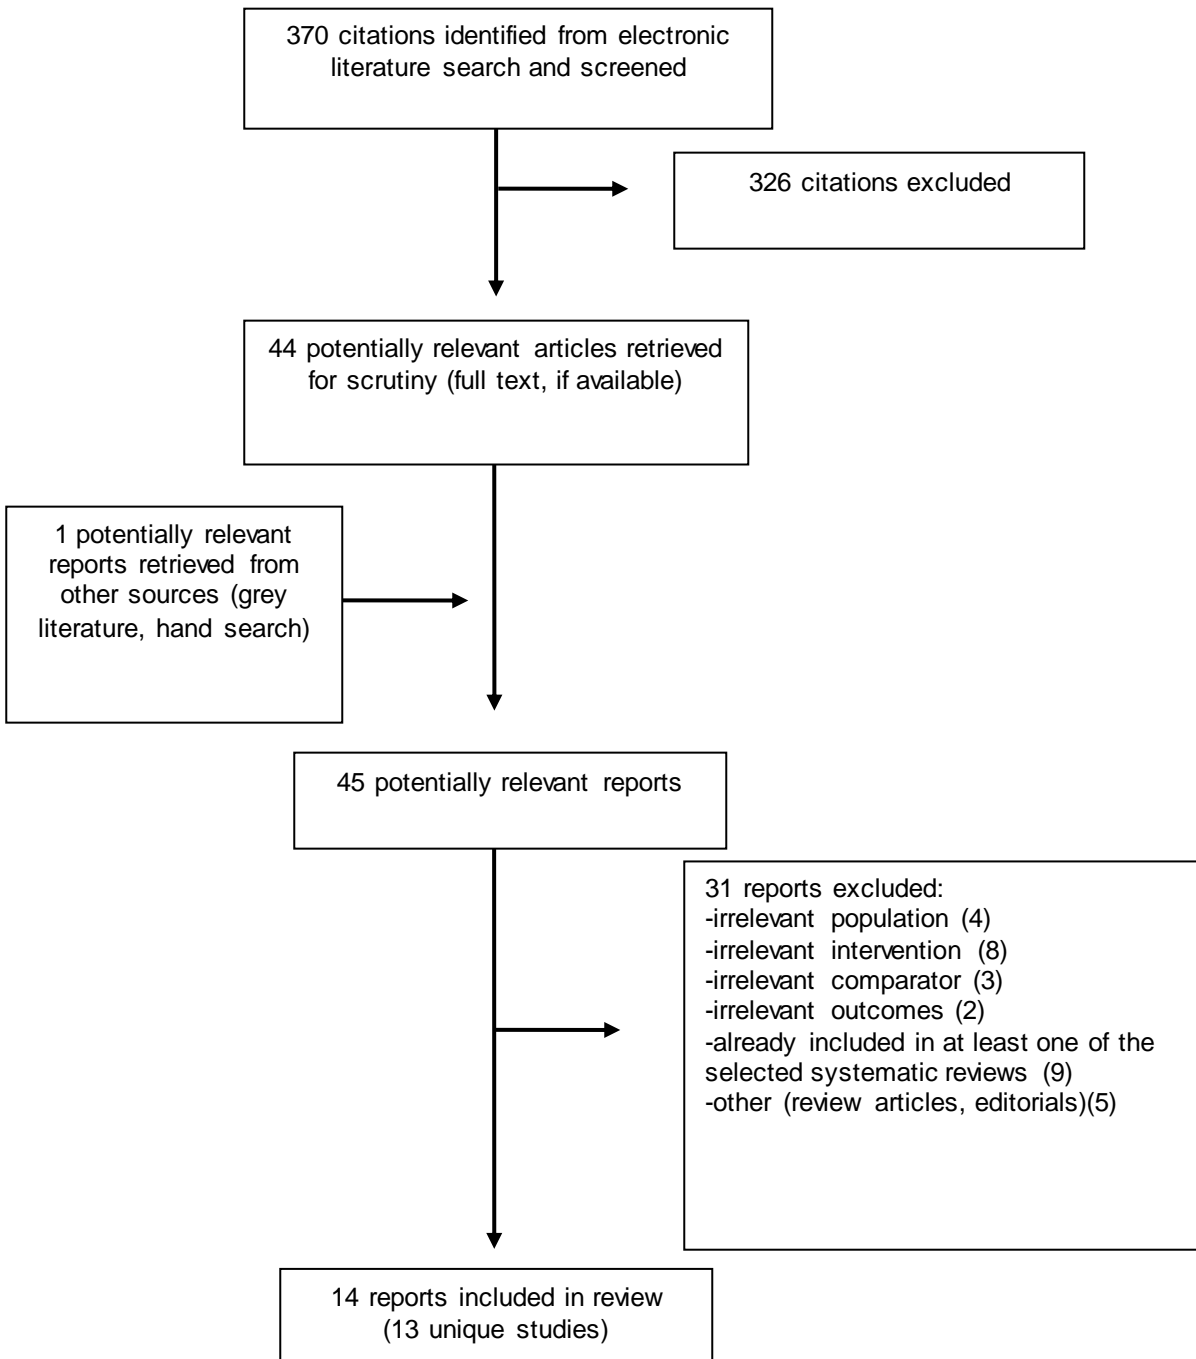 370 citations identified from electronic
literature search and screened
326 citations excluded
44 potentially relevant articles retrieved
for scrutiny (full text, if available)
1 potentially relevant
reports retrieved from
other sources (grey
literature, hand search)
45 potentially relevant reports
31 reports excluded:
-irrelevant population (4)
-irrelevant intervention (8)
-irrelevant comparator (3)
-irrelevant outcomes (2)
-already included in at least one of the
selected systematic reviews (9)
-other (review articles, editorials)(5)
14 reports included in review
(13 unique studies)